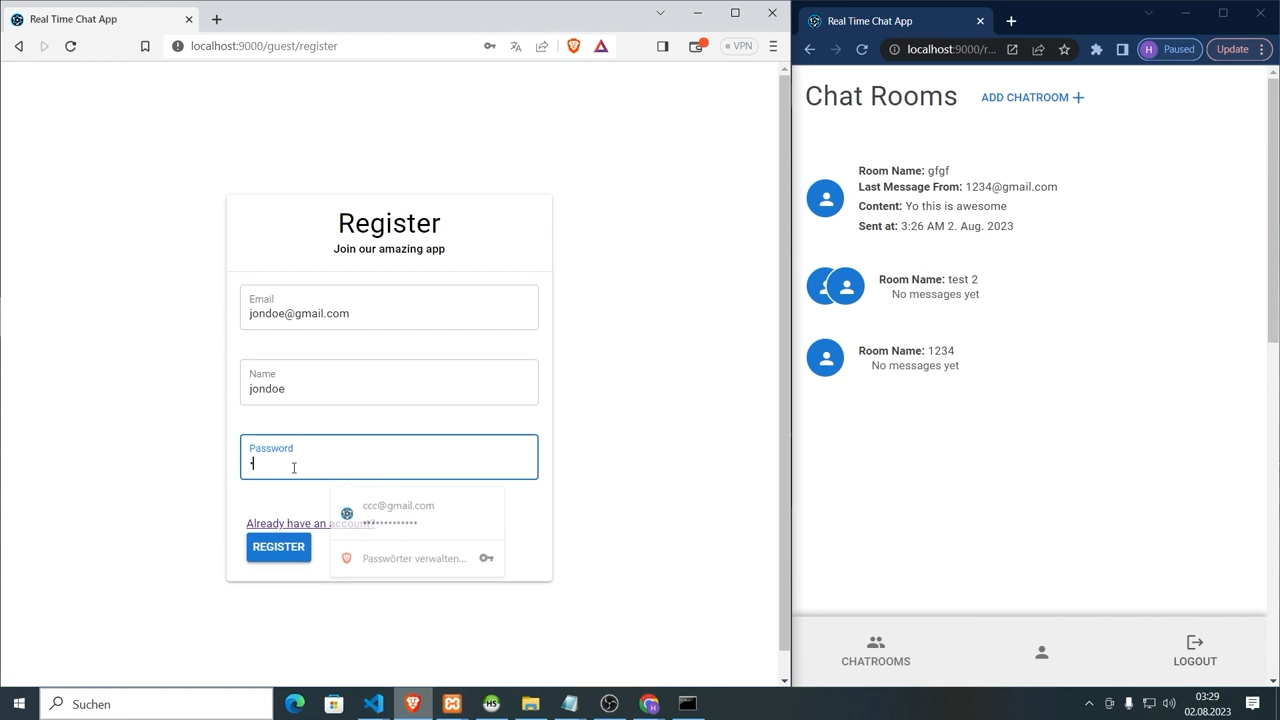 Real Time Chat App
localhost:9000/guest/register
VPN
Register
Join our amazing app
Email
jondoe@gmail.com
Name
jondoe
Password
ccc@gmail.com
Already have an account?
Passwörter verwalten...
REGISTER
Real Time Chat App
localhost:9000/r...
H
Paused
Update
Chat Rooms
ADD CHATROOM
Room Name: gfgf
Last Message From: 1234@gmail.com
Content: Yo this is awesome
Sent at: 3:26 AM 2. Aug. 2023
Room Name: test 2
No messages yet
Room Name: 1234
No messages yet
CHATROOMS
LOGOUT
Suchen
HS
03:29
02.08.2023